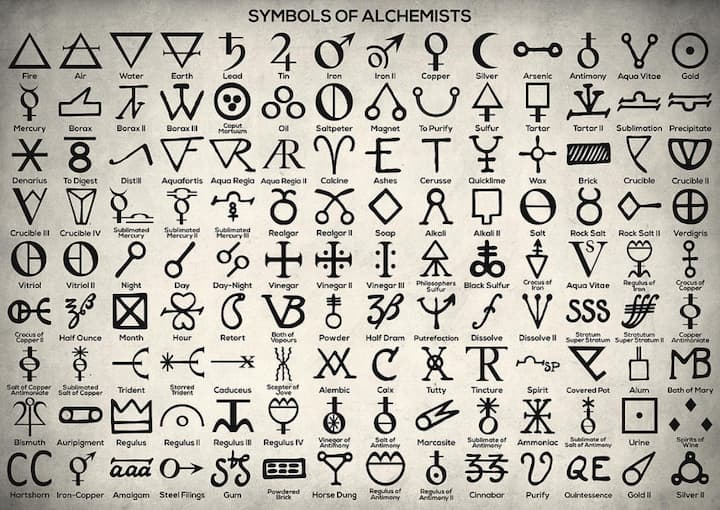 SYMBOLS OF ALCHEMISTS
Fire Air Water Earth Lead Tin Iron Iron II Copper Silver Arsenic Antimony Aqua Vitae Gold
Mercury Borax Borax II Borax III Caput Mortuum Oil Saltpeter Magnet To Purify Sulfur Tartar Tartar II Sublimation Precipitate
Denarius To Digest Distill Aquafortis Aqua Regia Aqua Regia II Calcine Ashes Cerusse Quicklime Wax Brick Crucible Crucible II
Crucible III Crucible IV Sublimated Mercury Sublimated Mercury II Sublimated Mercury III Realgar Realgar II Soap Alkali Alkali II Salt Rock Salt Rock Salt II Verdigris
Vitriol Vitriol II Night Day Day-Night Vinegar Vinegar II Vinegar III Philosophers Sulfur Black Sulfur Crocus of Iron Aqua Vitae Regulus of Iron Crocus of Copper
Crocus of Copper II Half Ounce Month Hour Retort Bath of Vapours Powder Half Dram Putrefaction Dissolve Dissolve II Stratum Super Stratum Stratutum Super Stratum II Copper Antimoniate
Salt of Copper Antimoniate Sublimated Salt of Copper Trident Starred Trident Caduceus Scepter of Jove Alembic Calx Tutty Tincture Spirit Covered Pot Alum Bath of Mary
Bismuth Auripigment Regulus Regulus II Regulus III Regulus IV Vinegar of Antimony Salt of Antimony Marcasite Sublimate of Antimony Ammoniac Sublimate of Salt of Antimony Urine Spirits of Wine
Hartshorn Iron-Copper Amalgam Steel Filings Gum Powdered Brick Horse Dung Regulus of Antimony Regulus of Antimony II Cinnabar Purify Quintessence Gold II Silver II